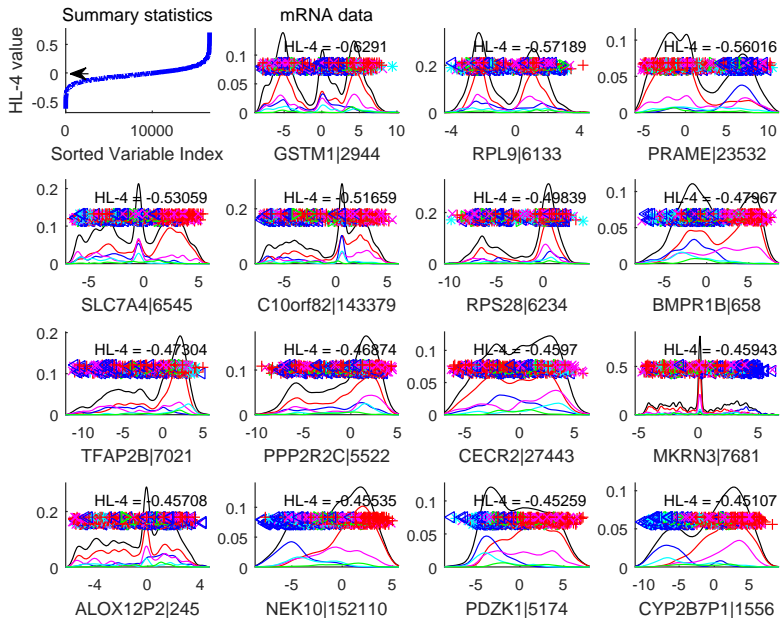 Summary statistics
mRNA data
HL-4 value
0.5
0
-0.5
0
10000
Sorted Variable Index
HL-4 = -0.6291
0.1
0.05
0
-5
0
5
10
GSTM1|2944
HL-4 = -0.57189
0.2
0
-4
-2
0
2
4
RPL9|6133
HL-4 = -0.56016
0.1
0.05
0
-5
0
5
10
PRAME|23532
HL-4 = -0.53059
0.2
0.1
0
-5
0
5
SLC7A4|6545
HL-4 = -0.51659
0.2
0
-5
0
5
C10orf82|143379
HL-4 = -0.49839
0.2
0
-10
-5
0
5
RPS28|6234
HL-4 = -0.47967
0.1
0.05
0
-5
0
5
BMPR1B|658
HL-4 = -0.47304
0.2
0.1
0
-10
-5
0
5
TFAP2B|7021
HL-4 = -0.46874
0.1
0
-10
-5
0
5
PPP2R2C|5522
HL-4 = -0.4597
0.1
0.05
0
-5
0
5
CECR2|27443
HL-4 = -0.45943
1
0.5
0
-5
0
5
MKRN3|7681
HL-4 = -0.45708
0.2
0
-4
-2
0
2
4
ALOX12P2|245
HL-4 = -0.45535
0.1
0
-5
0
5
NEK10|152110
HL-4 = -0.45259
0.1
0.05
0
-5
0
5
PDZK1|5174
HL-4 = -0.45107
0.1
0.05
0
-10
-5
0
5
CYP2B7P1|1556